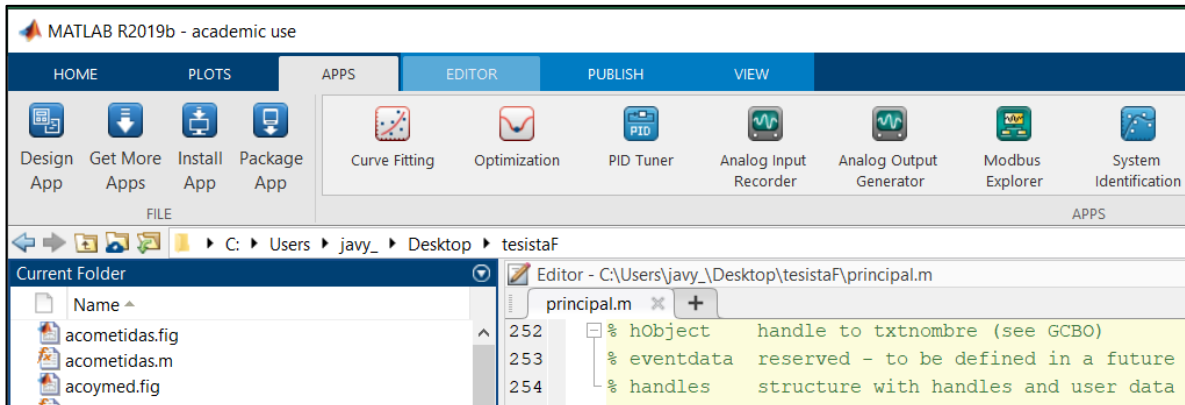 MATLAB R2019b - academic use
HOME PLOTS APPS EDITOR PUBLISH VIEW
PID
Design App
Get More Apps
Install App
Package App
Curve Fitting
Optimization
PID Tuner
Analog Input Recorder
Analog Output Generator
Modbus Explorer
System Identification
FILE
APPS
C: Users javy_ Desktop tesistaF
Current Folder
Name
acometidas.fig
acometidas.m
acoymed.fig
Editor - C:\Users\javy_\Desktop\tesistaF\principal.m
principal.m
252 % hObject    handle to txtnombre (see GCBO)
253 % eventdata  reserved - to be defined in a future
254 % handles    structure with handles and user data